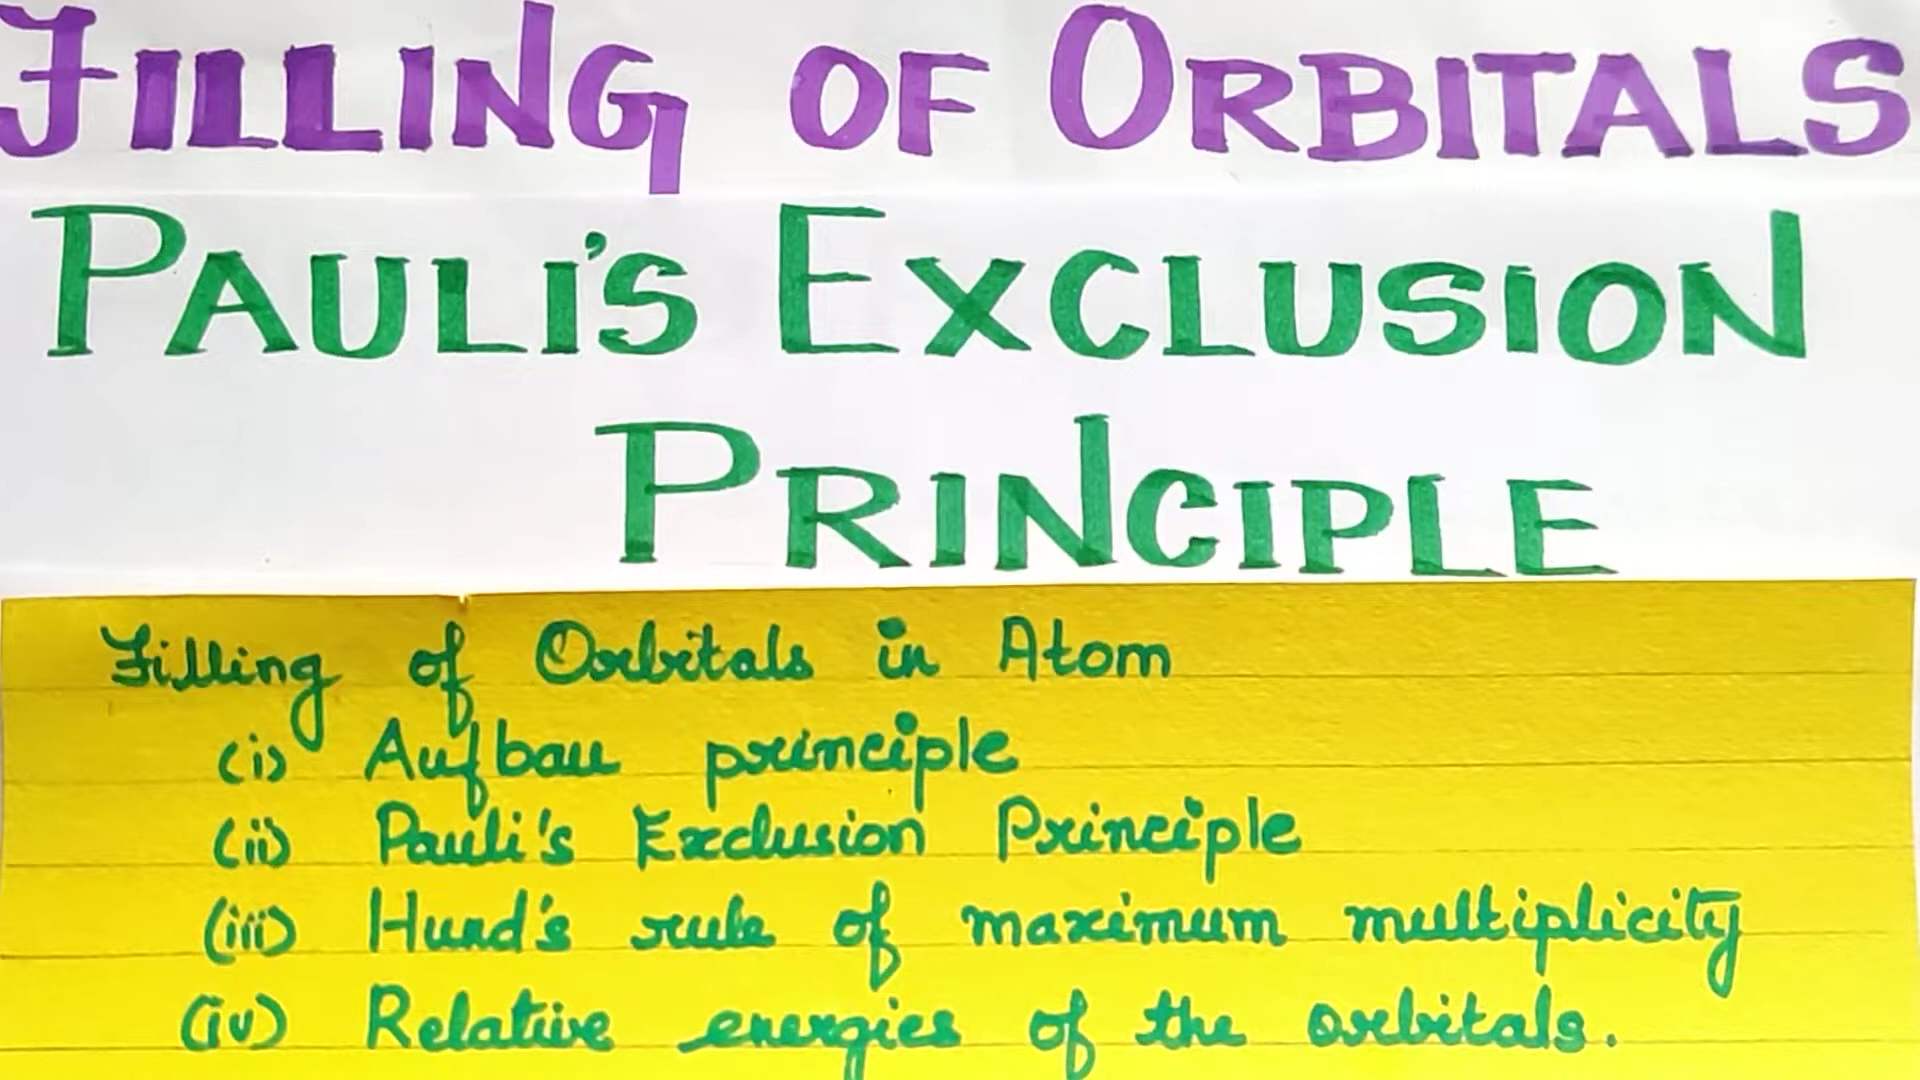 FILLING OF ORBITALS
PAULI'S EXCLUSION
PRINCIPLE
Filling of Orbitals in Atom
(i) Aufbau principle
(ii) Pauli's Exclusion Principle
(iii) Hund's rule of maximum multiplicity
(iv) Relative energies of the orbitals.